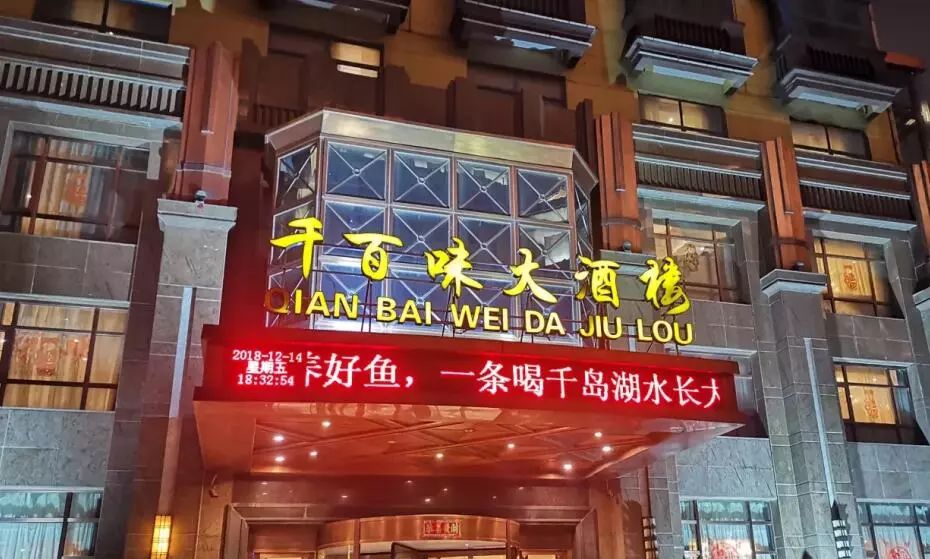 千百味大酒楼
QIAN BAI WEI DA JIU LOU
2018-12-14
星期五
18:32:54
好鱼，一条喝千岛湖水长大